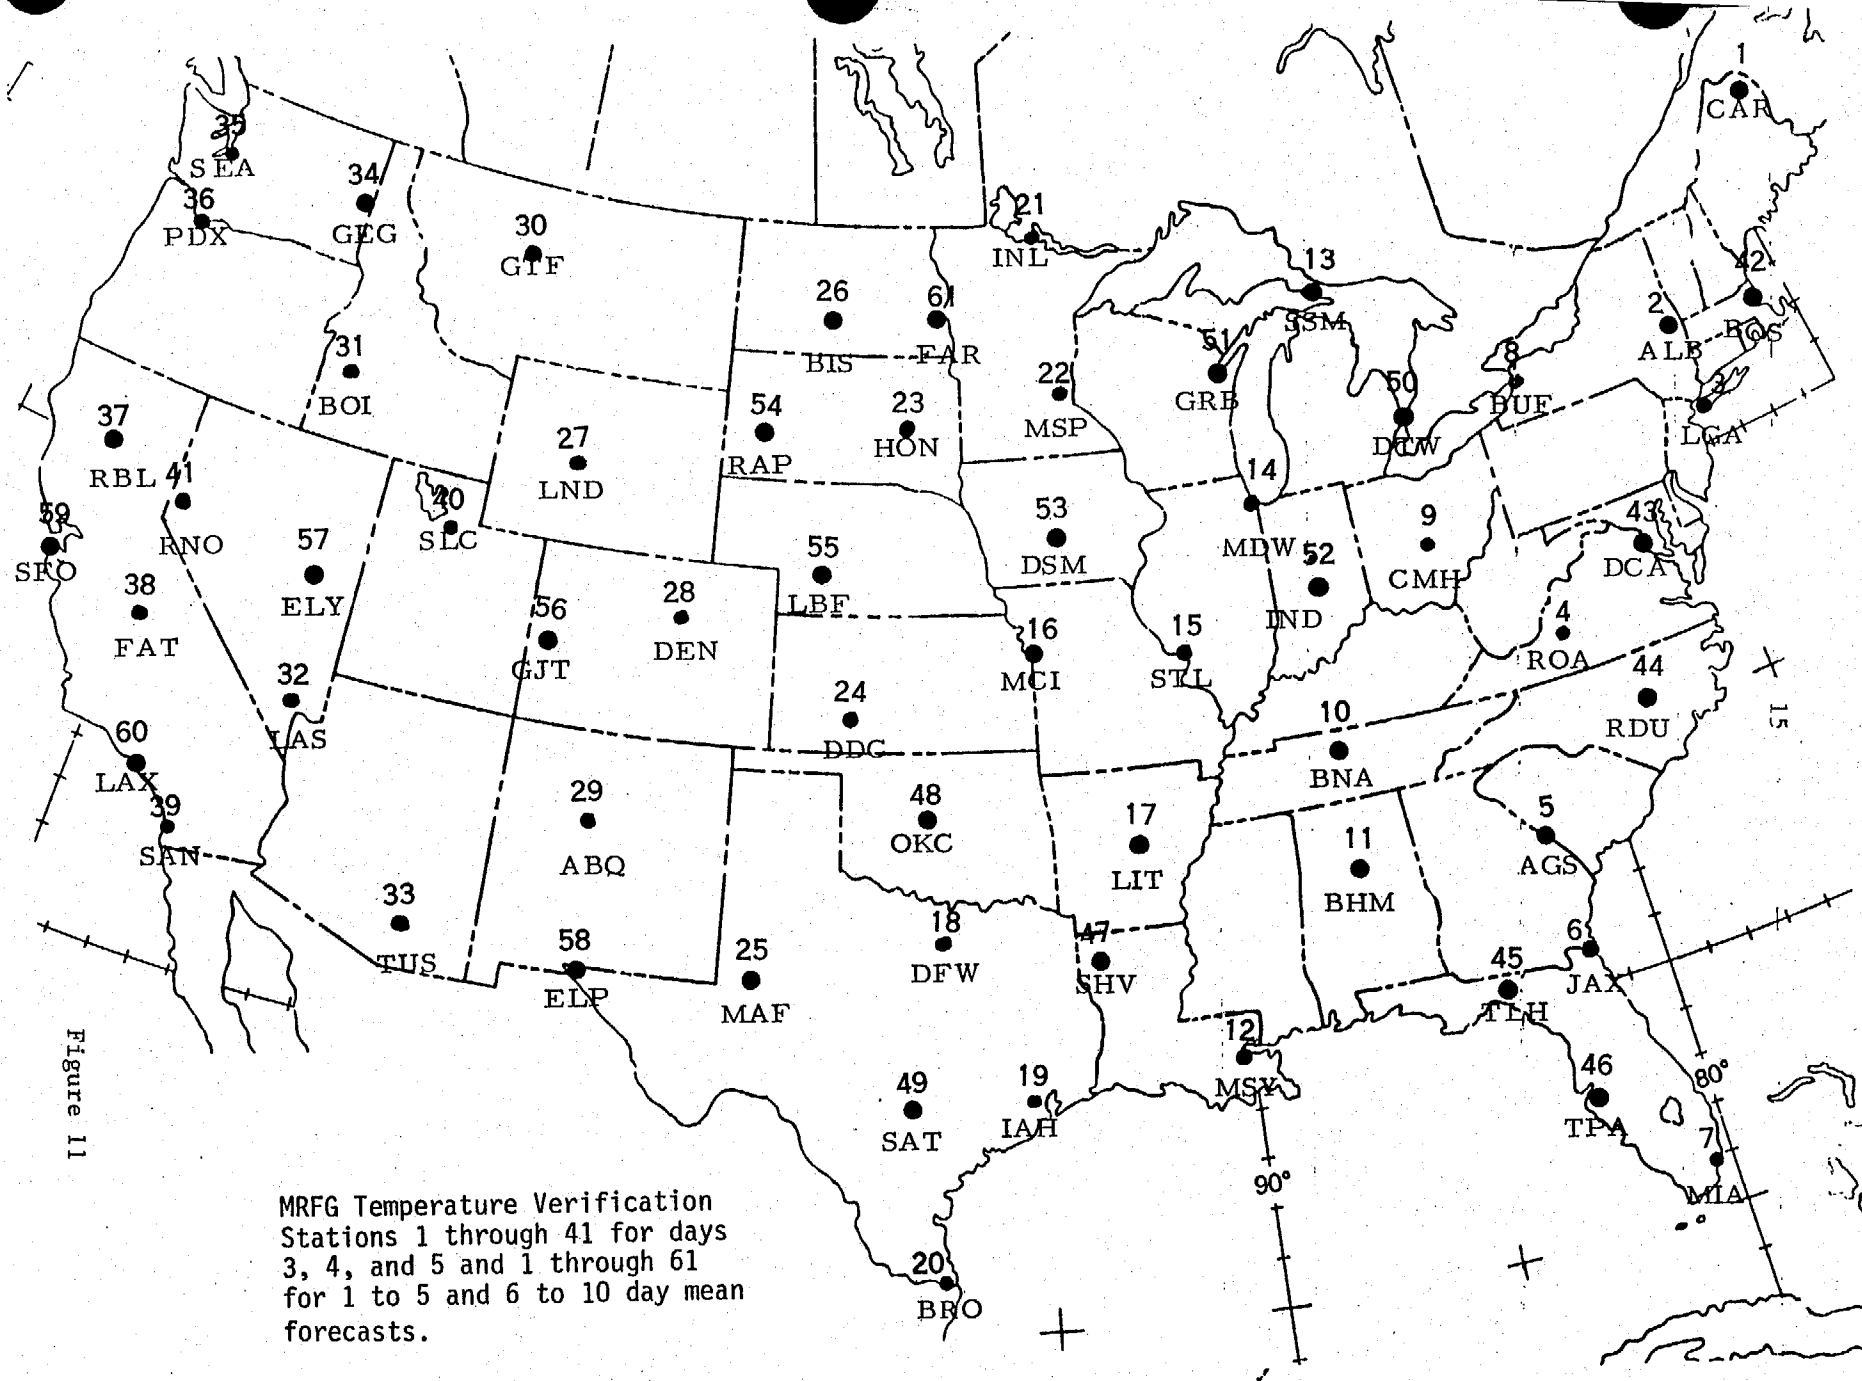 1
CAR
35
SEA
34
GEG
36
PDX
30
GTF
21
INL
13
SSM
42
BOS
2
ALB
26
BIS
61
FAR
31
BOI
51
GRB
8
BUF
22
MSP
50
DTW
3
LGA
37
RBL
54
RAP
23
HON
27
LND
41
RNO
40
SLC
14
MDW
59
SFO
57
ELY
55
LBF
53
DSM
52
IND
9
CMH
43
DCA
38
FAT
56
GJT
28
DEN
16
MCI
15
STL
4
ROA
44
RDU
32
LAS
24
DDC
10
BNA
15
60
LAX
39
SAN
29
ABQ
48
OKC
17
LIT
11
BHM
5
AGS
33
TUS
58
ELP
25
MAF
18
DFW
47
SHV
6
JAX
45
TLH
12
MSY
46
TPA
80°
49
SAT
19
IAH
7
MIA
90°
20
BRO
Figure 11
MRFG Temperature Verification
Stations 1 through 41 for days
3, 4, and 5 and 1 through 61
for 1 to 5 and 6 to 10 day mean
forecasts.